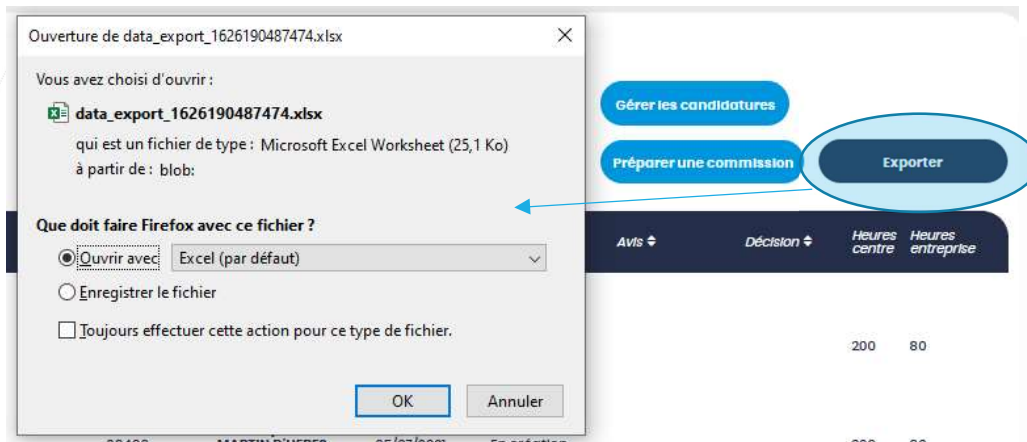 Ouverture de data_export_1626190487474.xlsx
Vous avez choisi d'ouvrir :
data_export_1626190487474.xlsx
qui est un fichier de type : Microsoft Excel Worksheet (25,1 Ko)
à partir de : blob:
Que doit faire Firefox avec ce fichier ?
Ouvrir avec Excel (par défaut)
Enregistrer le fichier
Toujours effectuer cette action pour ce type de fichier.
OK Annuler
Gérer les candidatures
Préparer une commission Exporter
Avis Décision Heures centre Heures entreprise
200 80